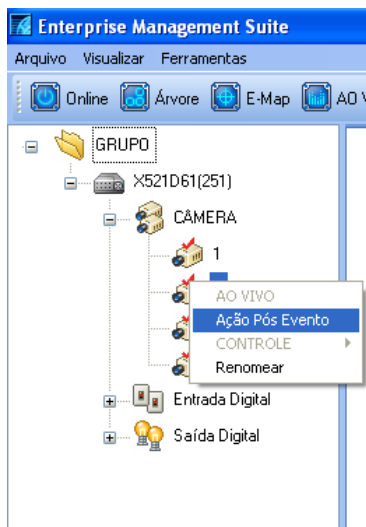 Enterprise Management Suite
Arquivo Visualizar Ferramentas
Online Árvore E-Map AO V
GRUPO
X521D61(251)
CÂMERA
1
AO VIVO
Ação Pós Evento
CONTROLE
Renomear
Entrada Digital
Saída Digital